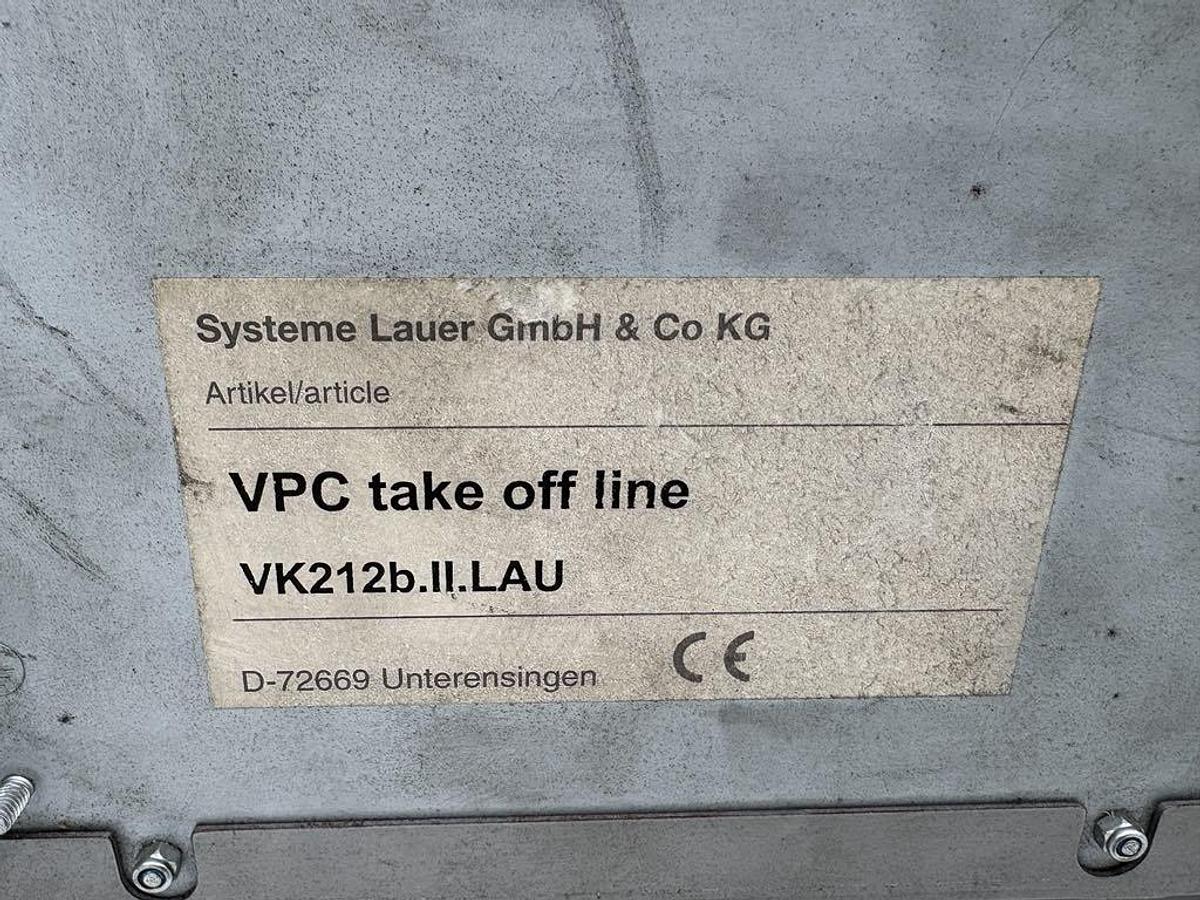 Systeme Lauer GmbH & Co KG
Artikel/article
VPC take off line
VK212b.II.LAU
D-72669 Unterensingen CE